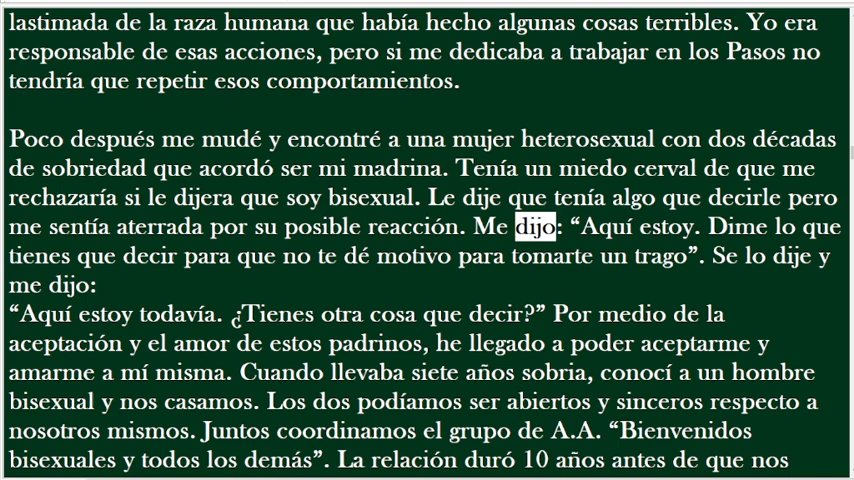 lastimada de la raza humana que había hecho algunas cosas terribles. Yo era
responsable de esas acciones, pero si me dedicaba a trabajar en los Pasos no
tendría que repetir esos comportamientos.
Poco después me mudé y encontré a una mujer heterosexual con dos décadas
de sobriedad que acordó ser mi madrina. Tenía un miedo cerval de que me
rechazaría si le dijera que soy bisexual. Le dije que tenía algo que decirle pero
me sentía aterrada por su posible reacción. Me dijo: “Aquí estoy. Dime lo que
tienes que decir para que no te dé motivo para tomarte un trago”. Se lo dije y
me dijo:
“Aquí estoy todavía. ¿Tienes otra cosa que decir?” Por medio de la
aceptación y el amor de estos padrinos, he llegado a poder aceptarme y
amarme a mí misma. Cuando llevaba siete años sobria, conocí a un hombre
bisexual y nos casamos. Los dos podíamos ser abiertos y sinceros respecto a
nosotros mismos. Juntos coordinamos el grupo de A.A. “Bienvenidos
bisexuales y todos los demás”. La relación duró 10 años antes de que nos